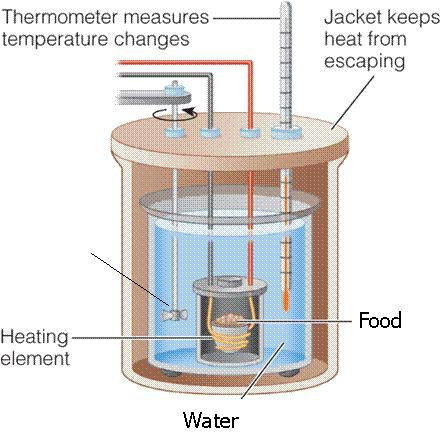 Thermometer measures
temperature changes
Jacket keeps
heat from
escaping
Food
Heating
element
Water